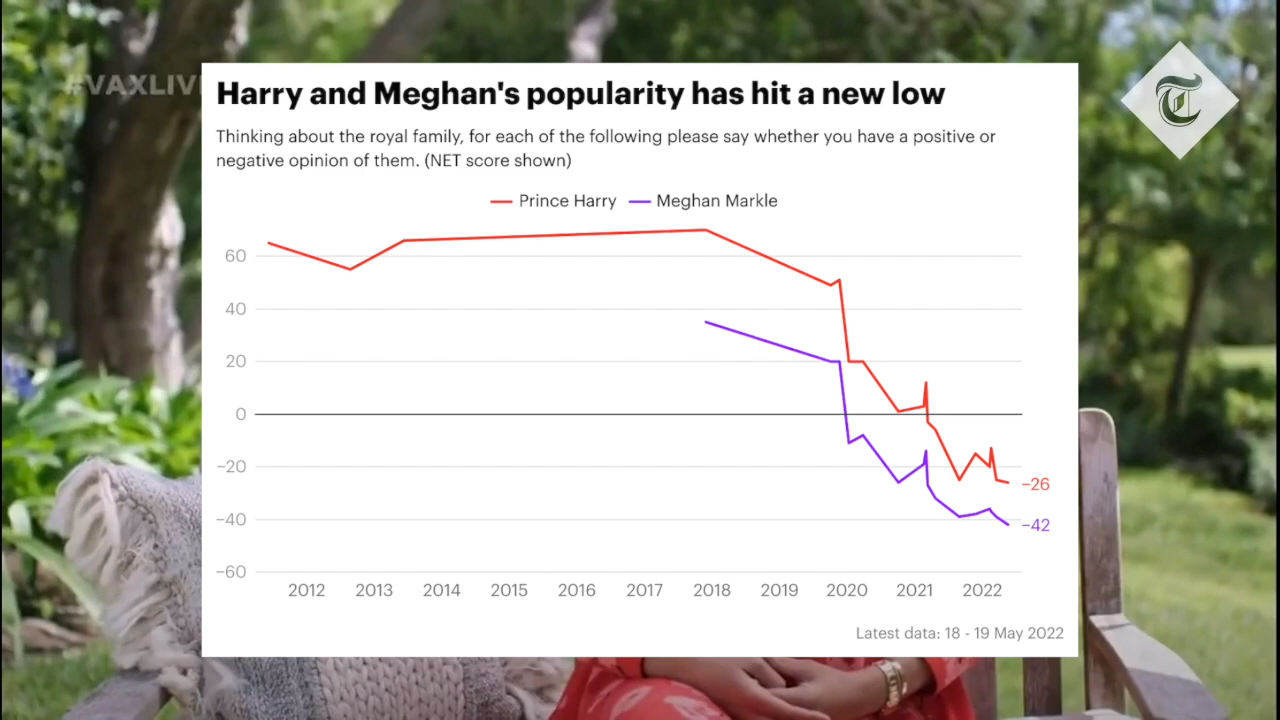 #VAXLIV
Harry and Meghan's popularity has hit a new low
Thinking about the royal family, for each of the following please say whether you have a positive or
negative opinion of them. (NET score shown)
Prince Harry Meghan Markle
60
40
20
0
−20
−40
−60
−26
−42
2012 2013 2014 2015 2016 2017 2018 2019 2020 2021 2022
Latest data: 18 - 19 May 2022
T